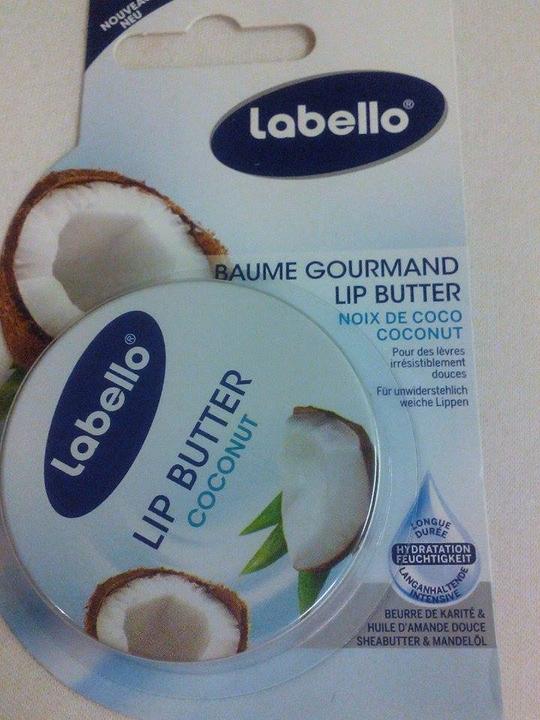 NOUVEAU
NEU
Labello®
BAUME GOURMAND
LIP BUTTER
NOIX DE COCO
COCONUT
Pour des lèvres
irrésistiblement
douces
Für unwiderstehlich
weiche Lippen
Labello®
LIP BUTTER
COCONUT
LONGUE
DURÉE
HYDRATATION
FEUCHTIGKEIT
LANGANHALTENDE
INTENSIVE
BEURRE DE KARITÉ &
HUILE D'AMANDE DOUCE
SHEABUTTER & MANDELÖL